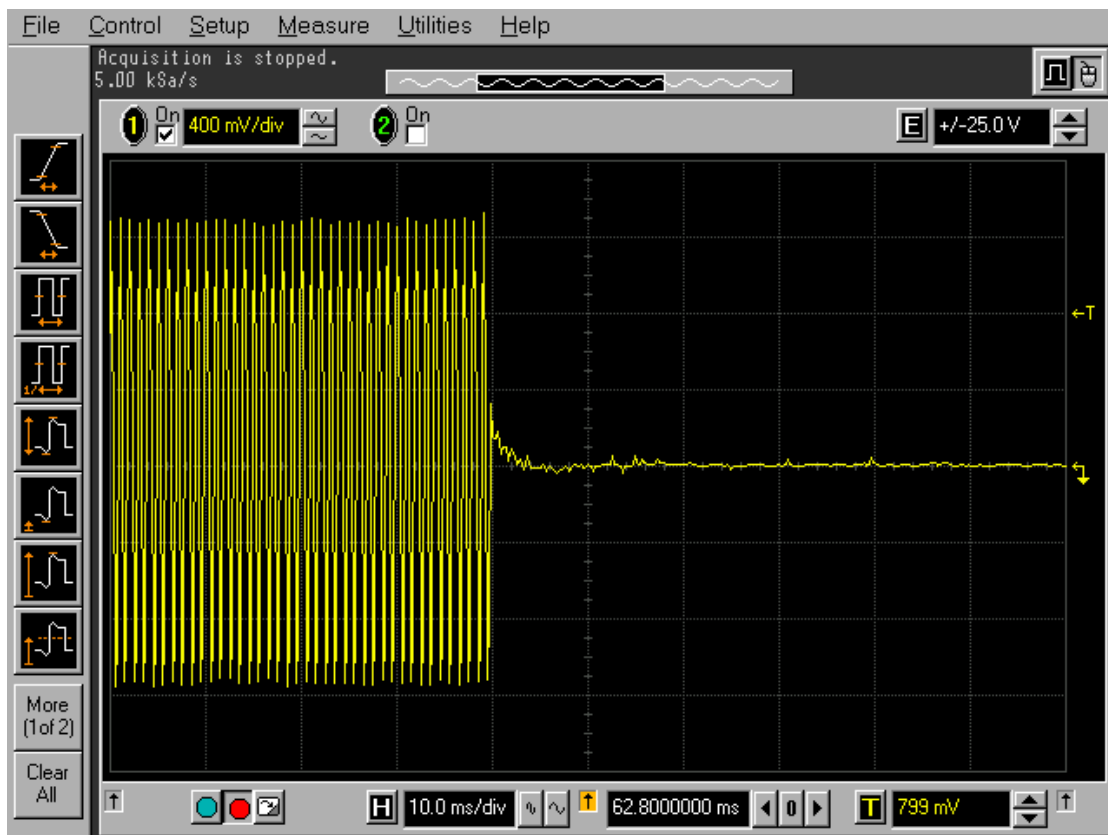 File Control Setup Measure Utilities Help
Acquisition is stopped.
5.00 kSa/s
1 On 400 mV/div 2 On E +/-25.0 V
T
1/
More
(1of 2)
Clear
All
H 10.0 ms/div 62.8000000 ms 0 T 799 mV